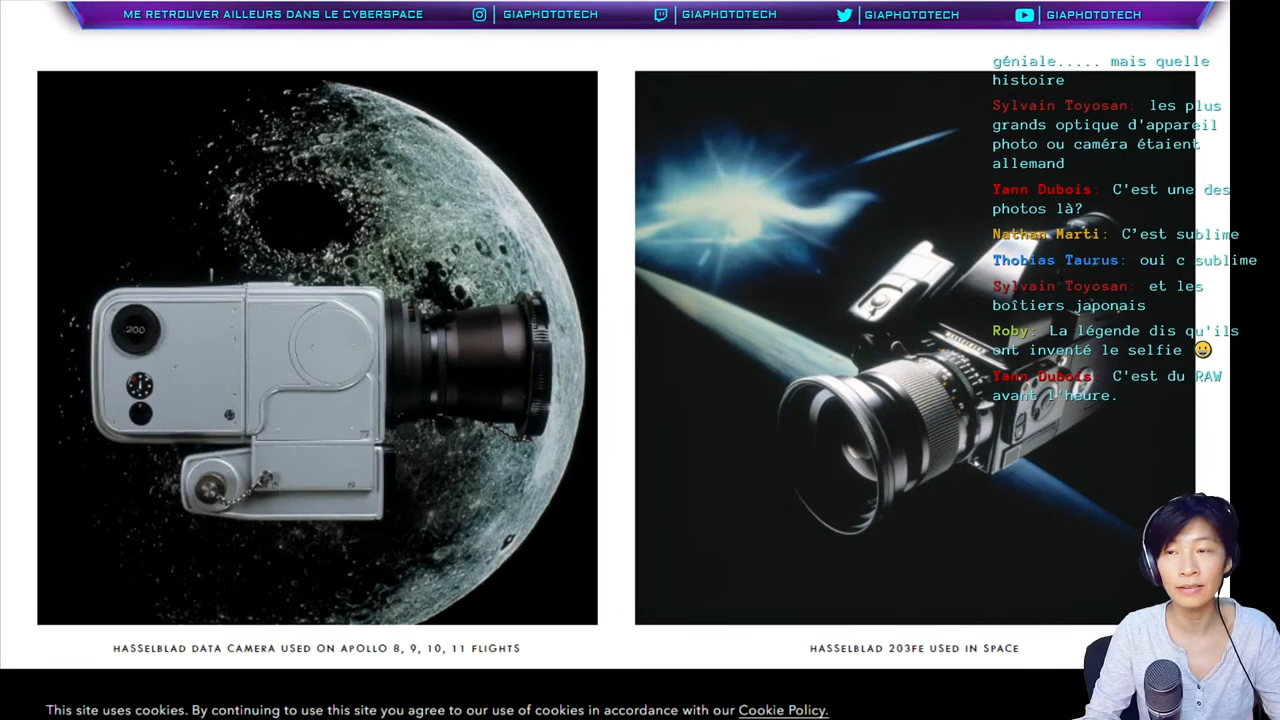 ME RETROUVER AILLEURS DANS LE CYBERSPACE
GIAPHOTOTECH
GIAPHOTOTECH
GIAPHOTOTECH
GIAPHOTOTECH
géniale..... mais quelle
histoire
Sylvain Toyosan: les plus
grands optique d'appareil
photo ou caméra étaient
allemand
Yann Dubois: C'est une des
photos là?
Nathan Marti: C'est sublime
Thobias Taurus: oui c sublime
Sylvain Toyosan: et les
boîtiers japonais
Roby: La légende dis qu'ils
ont inventé le selfie 😀
Yann Dubois: C'est du RAW
avant l'heure.
200
HASSELBLAD DATA CAMERA USED ON APOLLO 8, 9, 10, 11 FLIGHTS
HASSELBLAD 203FE USED IN SPACE
This site uses cookies. By continuing to use this site you agree to our use of cookies in accordance with our Cookie Policy.